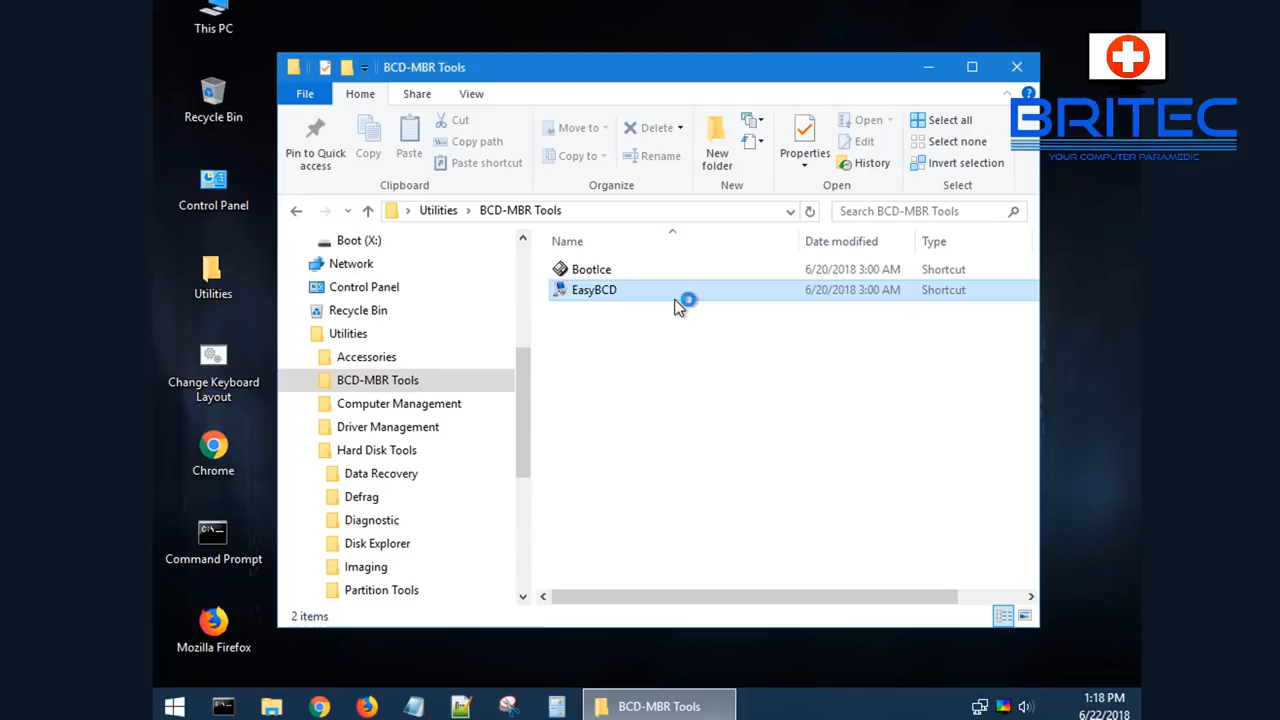 This PC
Recycle Bin
Control Panel
Utilities
Change Keyboard
Layout
Chrome
Command Prompt
Mozilla Firefox
BCD-MBR Tools
File
Home
Share
View
Pin to Quick
access
Copy
Paste
Cut
Copy path
Paste shortcut
Clipboard
Move to
Copy to
Delete
Rename
Organize
New
folder
New
Properties
Open
Edit
History
Open
Select all
Select none
Invert selection
Select
BRITEC
YOUR COMPUTER PARAMEDIC
Utilities > BCD-MBR Tools
Search BCD-MBR Tools
Boot (X:)
Network
Control Panel
Recycle Bin
Utilities
Accessories
BCD-MBR Tools
Computer Management
Driver Management
Hard Disk Tools
Data Recovery
Defrag
Diagnostic
Disk Explorer
Imaging
Partition Tools
Name Date modified Type
BootIce 6/20/2018 3:00 AM Shortcut
EasyBCD 6/20/2018 3:00 AM Shortcut
2 items
BCD-MBR Tools
1:18 PM
6/22/2018